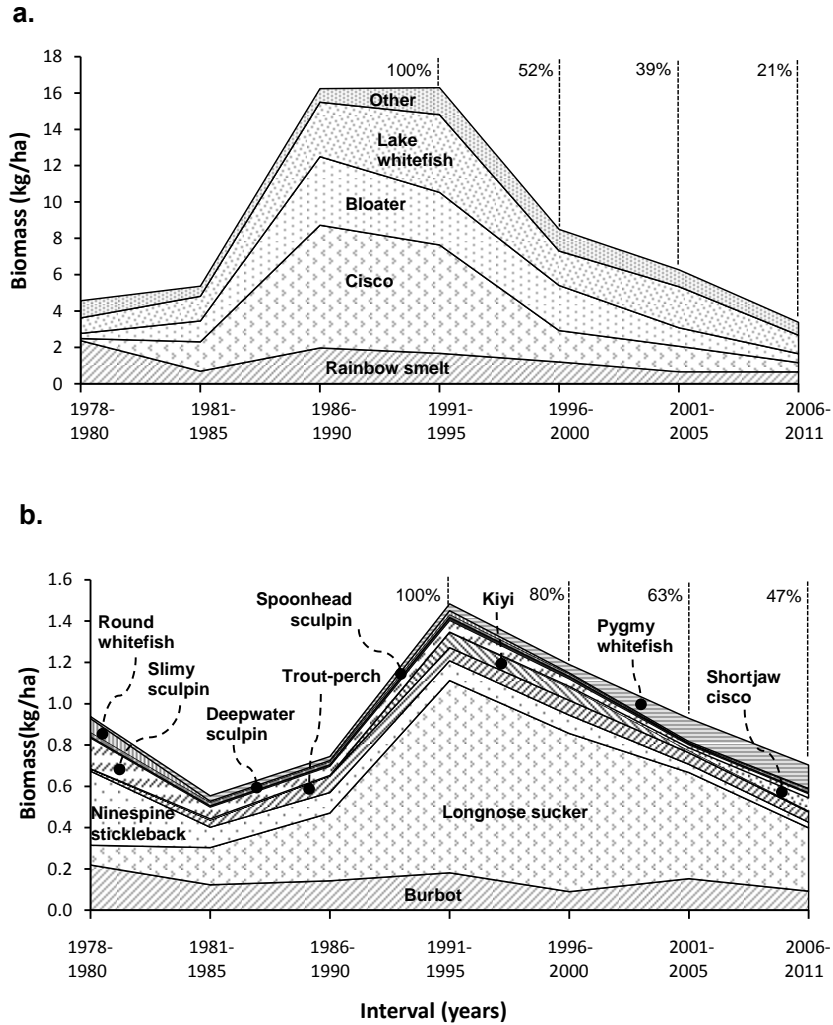 a.
18
16
14
12
10
8
6
4
2
0
Biomass (kg/ha)
100%
52%
39%
21%
Other
Lake
whitefish
Bloater
Cisco
Rainbow smelt
1978-
1980
1981-
1985
1986-
1990
1991-
1995
1996-
2000
2001-
2005
2006-
2011
b.
1.6
1.4
1.2
1.0
0.8
0.6
0.4
0.2
0.0
Biomass(kg/ha)
100%
80%
63%
47%
Round
whitefish
Slimy
sculpin
Deepwater
sculpin
Spoonhead
sculpin
Trout-perch
Kiyi
Pygmy
whitefish
Shortjaw
cisco
Ninespine
stickleback
Longnose sucker
Burbot
1978-
1980
1981-
1985
1986-
1990
1991-
1995
1996-
2000
2001-
2005
2006-
2011
Interval (years)